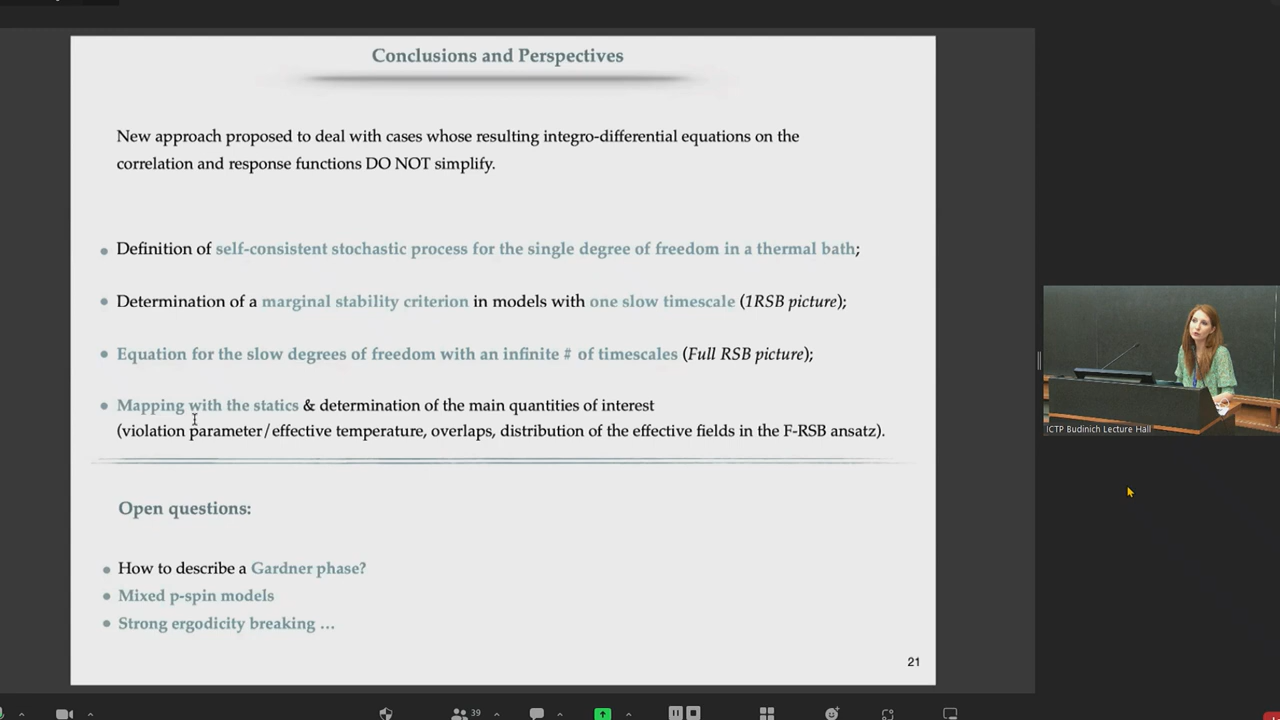 Conclusions and Perspectives
New approach proposed to deal with cases whose resulting integro-differential equations on the
correlation and response functions DO NOT simplify.
• Definition of self-consistent stochastic process for the single degree of freedom in a thermal bath;
• Determination of a marginal stability criterion in models with one slow timescale (1RSB picture);
• Equation for the slow degrees of freedom with an infinite # of timescales (Full RSB picture);
• Mapping with the statics & determination of the main quantities of interest
(violation parameter/effective temperature, overlaps, distribution of the effective fields in the F-RSB ansatz).
ICTP Budinich Lecture Hall
Open questions:
• How to describe a Gardner phase?
• Mixed p-spin models
• Strong ergodicity breaking ...
21
39